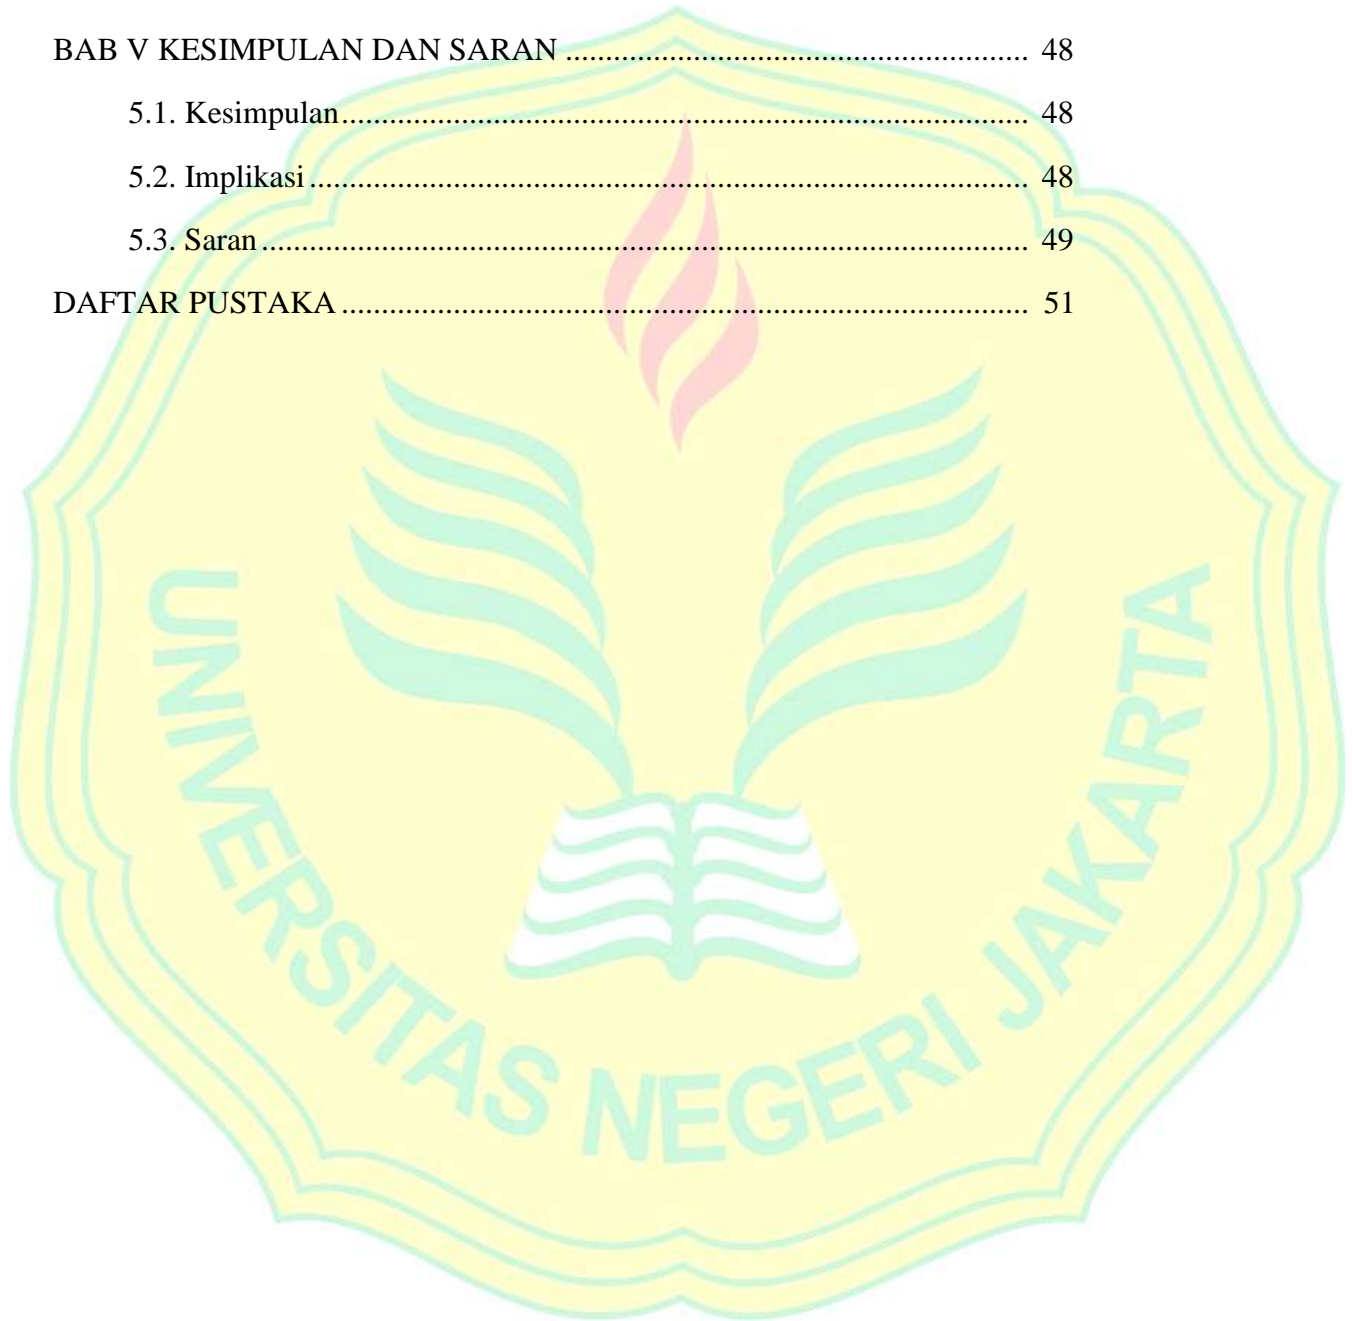 BAB V KESIMPULAN DAN SARAN ........................................................ 48
5.1. Kesimpulan .................................................................................... 48
5.2. Implikasi ........................................................................................ 48
5.3. Saran .............................................................................................. 49
DAFTAR PUSTAKA .................................................................................... 51
UNIVERSITAS NEGERI JAKARTA